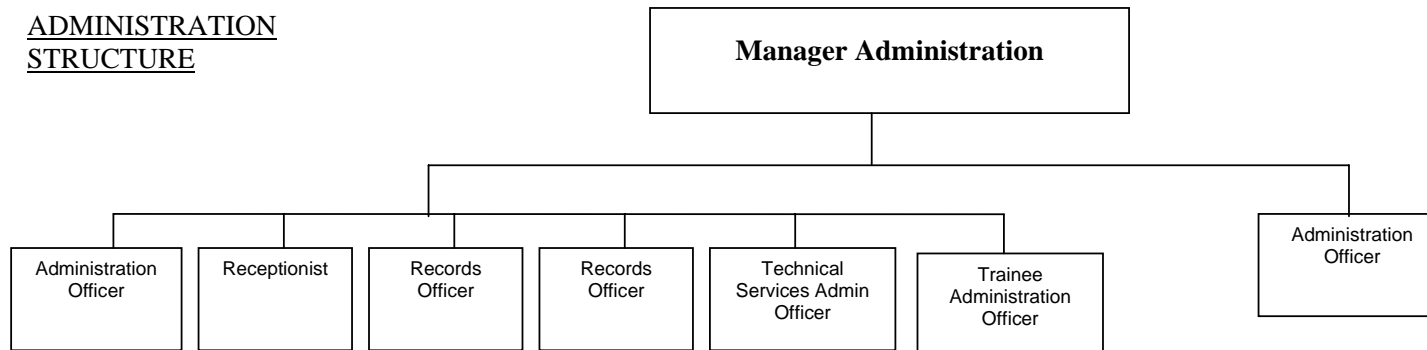 ADMINISTRATION
STRUCTURE
Manager Administration
Administration
Officer
Receptionist
Records
Officer
Records
Officer
Technical
Services Admin
Officer
Trainee
Administration
Officer
Administration
Officer